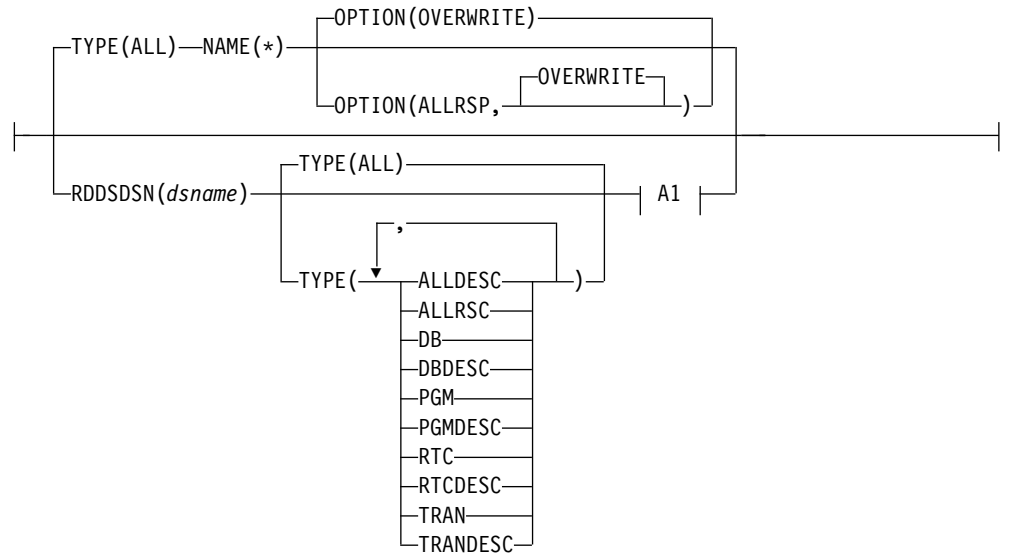 OPTION(OVERWRITE)
TYPE(ALL) NAME(*)
OVERWRITE
OPTION(ALLRSP, )
TYPE(ALL)
RDDSDSN(dsname) A1
,
TYPE( ALLDESC )
ALLRSC
DB
DBDESC
PGM
PGMDESC
RTC
RTCDESC
TRAN
TRANDESC